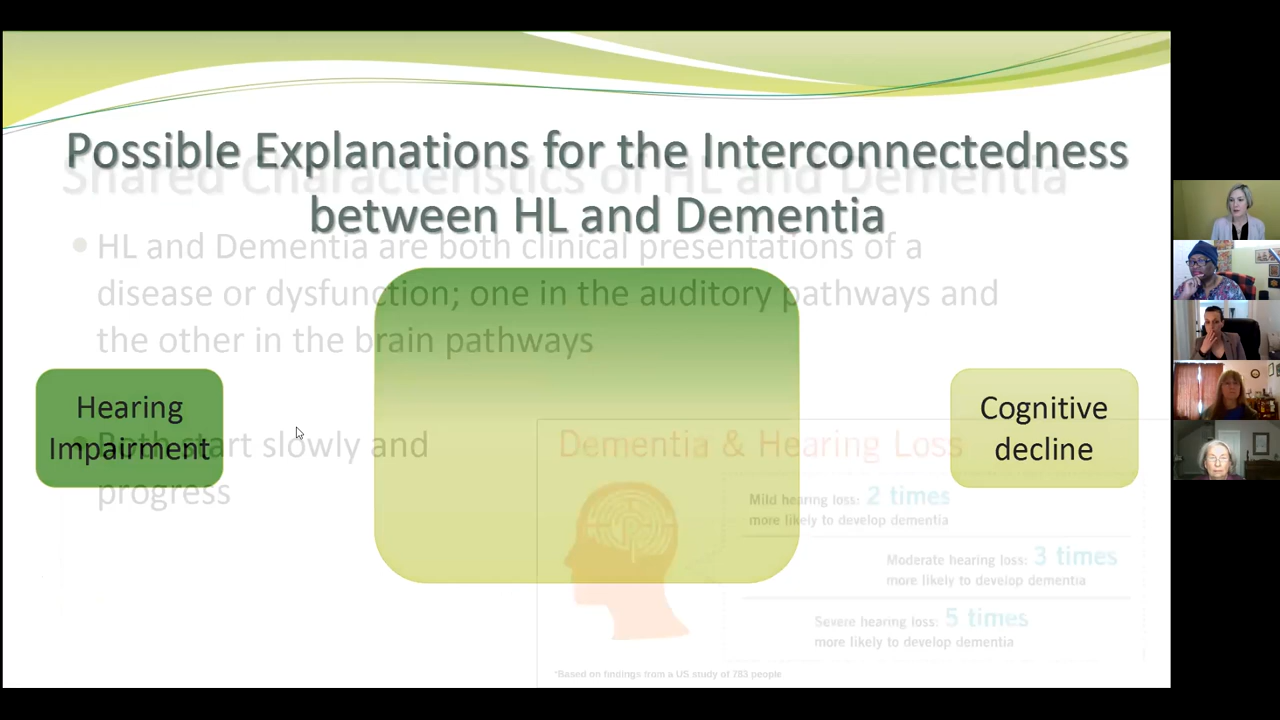 Possible Explanations for the Interconnectedness
between HL and Dementia
Shared Characteristics of HL and Dementia
HL and Dementia are both clinical presentations of a
disease or dysfunction; one in the auditory pathways and
the other in the brain pathways
Hearing
Impairment
Cognitive
decline
Both start slowly and
progress
Dementia & Hearing Loss
Mild hearing loss: 2 times
more likely to develop dementia
Moderate hearing loss: 3 times
more likely to develop dementia
Severe hearing loss: 5 times
more likely to develop dementia
*Based on findings from a US study of 783 people